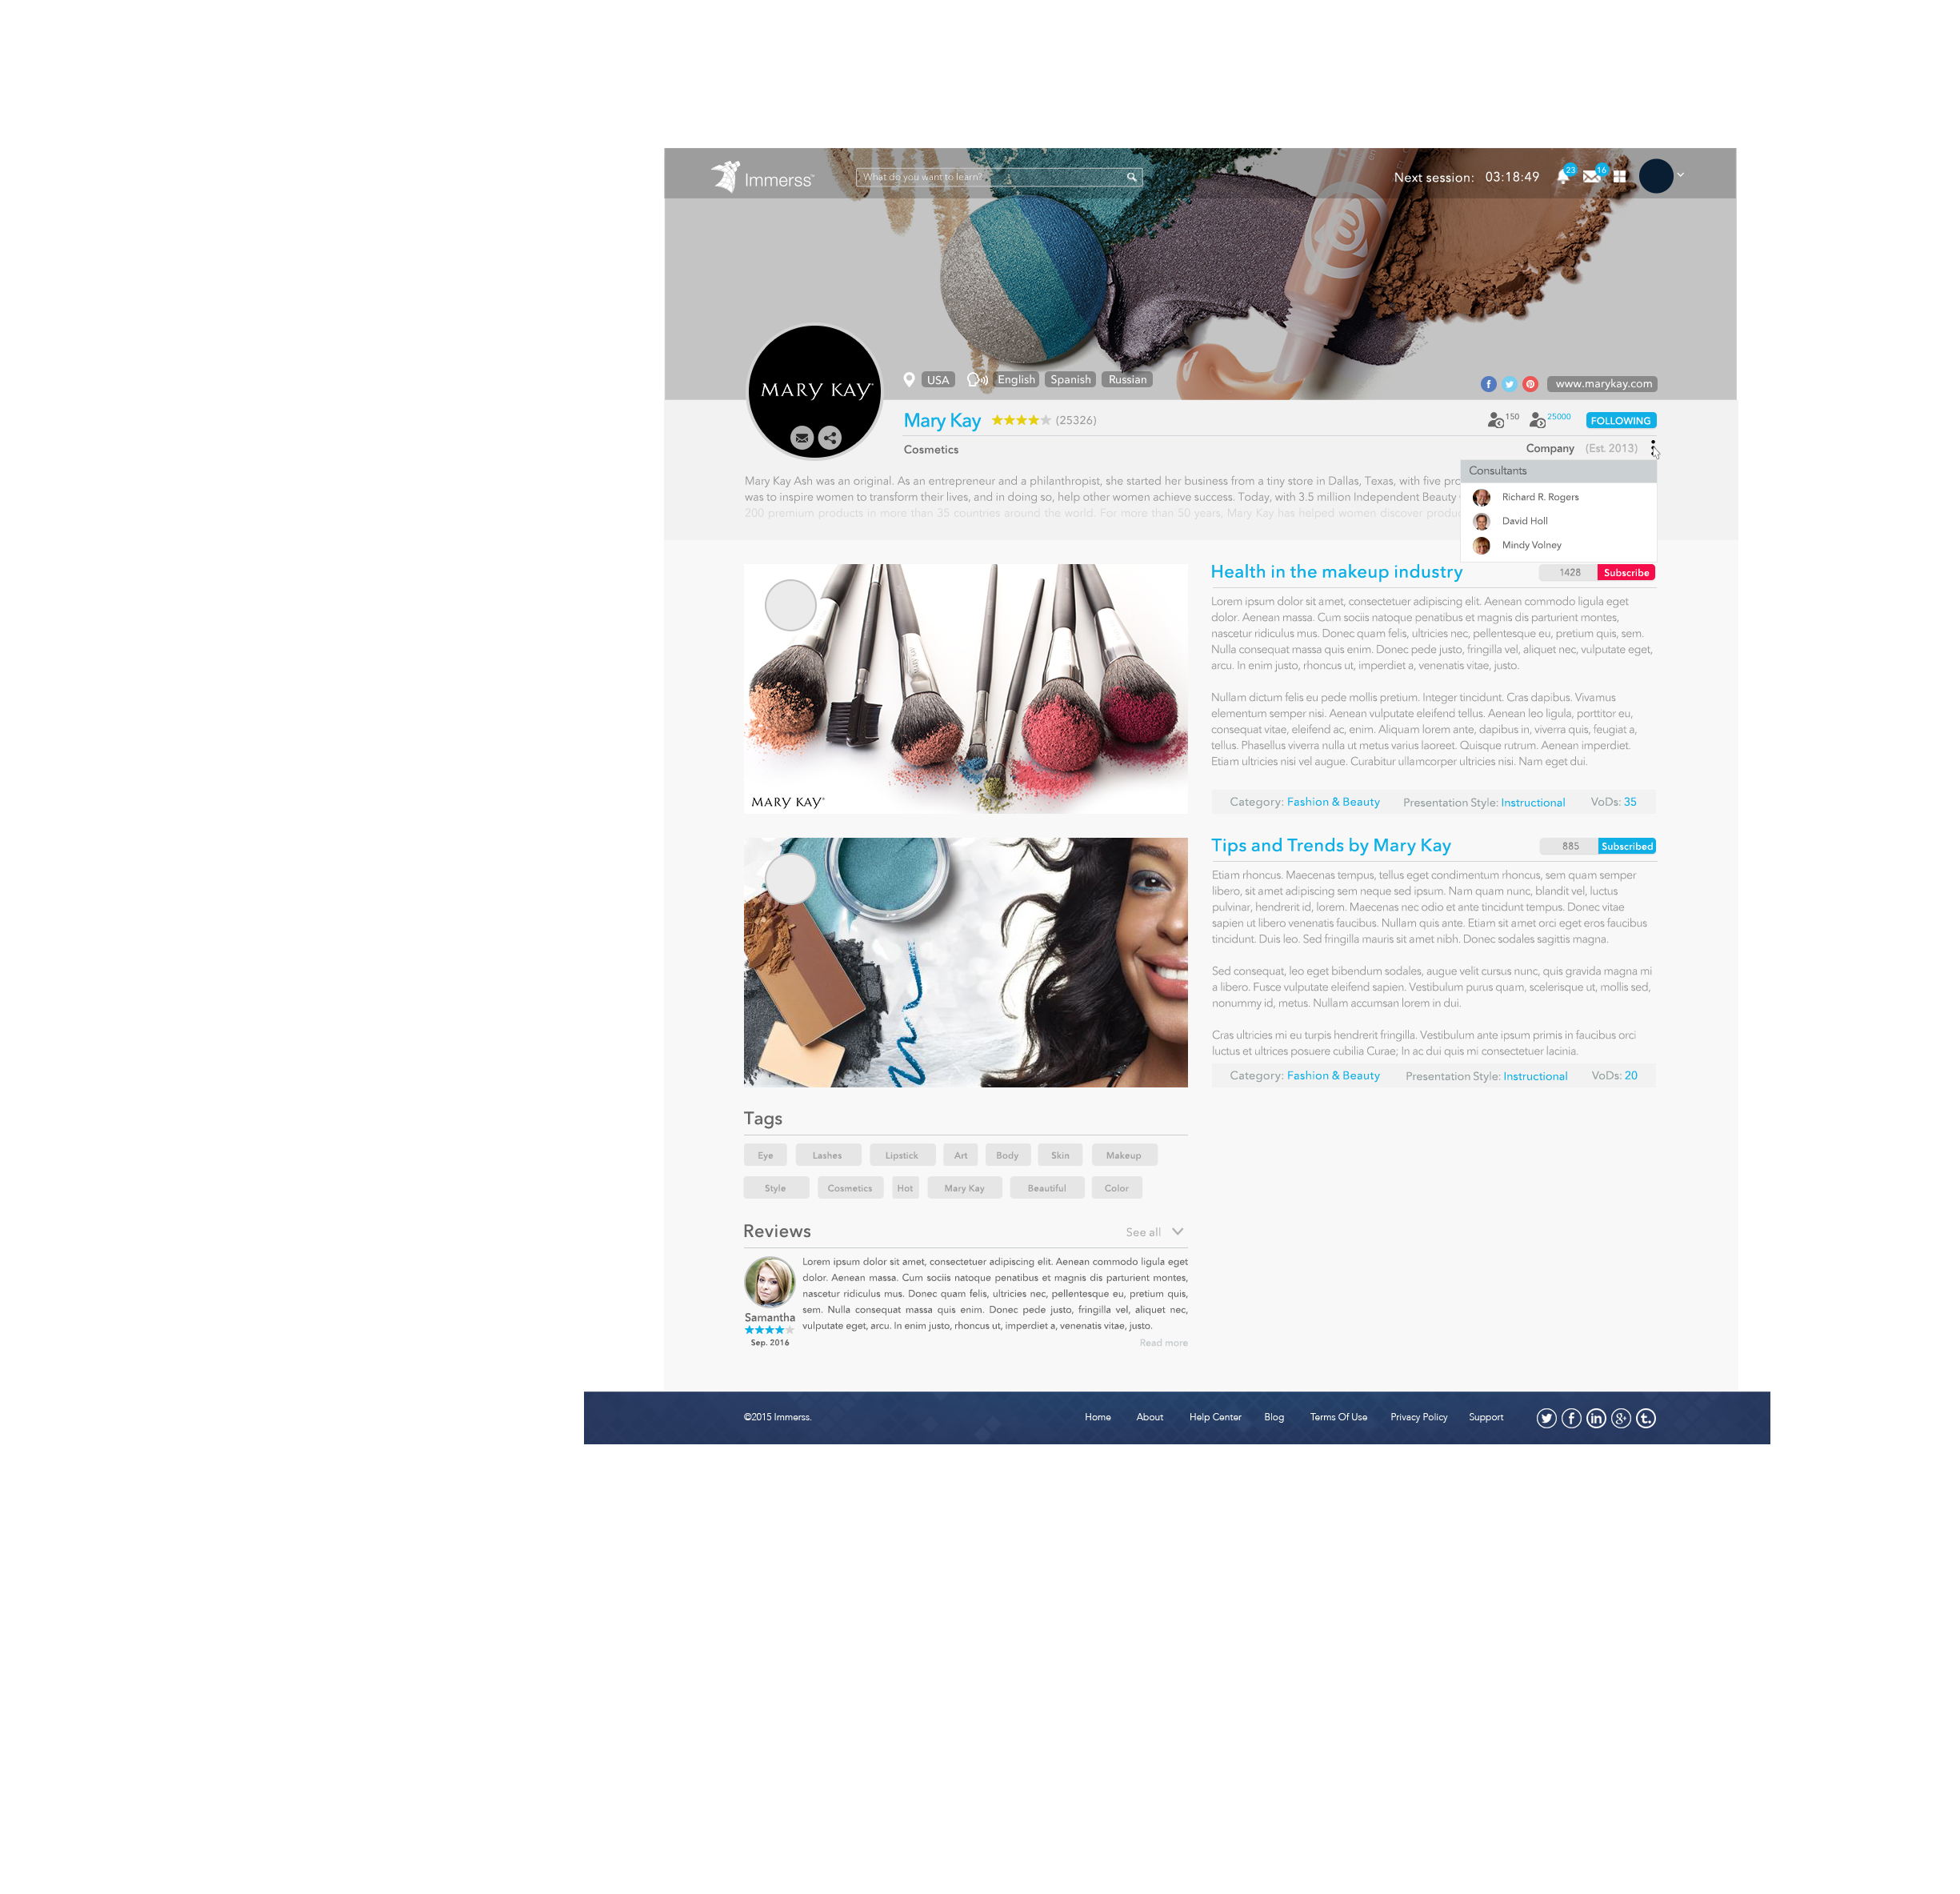 Immerss
What do you want to learn?
Next session: 03:18:49
23
16
MARY KAY
USA
English
Spanish
Russian
www.marykay.com
Mary Kay
(25326)
150
25000
FOLLOWING
Cosmetics
Company (Est. 2013)
Mary Kay Ash was an original. As an entrepreneur and a philanthropist, she started her business from a tiny store in Dallas, Texas, with five
was to inspire women to transform their lives, and in doing so, help other women achieve success. Today, with 3.5 million Independent Beauty
200 premium products in more than 35 countries around the world. For more than 50 years, Mary Kay has helped women discover
Consultants
Richard R. Rogers
David Holl
Mindy Volney
MARY KAY
Health in the makeup industry
1428
Subscribe
Lorem ipsum dolor sit amet, consectetuer adipiscing elit. Aenean commodo ligula eget
dolor. Aenean massa. Cum sociis natoque penatibus et magnis dis parturient montes,
nascetur ridiculus mus. Donec quam felis, ultricies nec, pellentesque eu, pretium quis, sem.
Nulla consequat massa quis enim. Donec pede justo, fringilla vel, aliquet nec, vulputate eget,
arcu. In enim justo, rhoncus ut, imperdiet a, venenatis vitae, justo.
Nullam dictum felis eu pede mollis pretium. Integer tincidunt. Cras dapibus. Vivamus
elementum semper nisi. Aenean vulputate eleifend tellus. Aenean leo ligula, porttitor eu,
consequat vitae, eleifend ac, enim. Aliquam lorem ante, dapibus in, viverra quis, feugiat a,
tellus. Phasellus viverra nulla ut metus varius laoreet. Quisque rutrum. Aenean imperdiet.
Etiam ultricies nisi vel augue. Curabitur ullamcorper ultricies nisi. Nam eget dui.
Category: Fashion & Beauty Presentation Style: Instructional VoDs: 35
Tips and Trends by Mary Kay
885
Subscribed
Etiam rhoncus. Maecenas tempus, tellus eget condimentum rhoncus, sem quam semper
libero, sit amet adipiscing sem neque sed ipsum. Nam quam nunc, blandit vel, luctus
pulvinar, hendrerit id, lorem. Maecenas nec odio et ante tincidunt tempus. Donec vitae
sapien ut libero venenatis faucibus. Nullam quis ante. Etiam sit amet orci eget eros faucibus
tincidunt. Duis leo. Sed fringilla mauris sit amet nibh. Donec sodales sagittis magna.
Sed consequat, leo eget bibendum sodales, augue velit cursus nunc, quis gravida magna mi
a libero. Fusce vulputate eleifend sapien. Vestibulum purus quam, scelerisque ut, mollis sed,
nonummy id, metus. Nullam accumsan lorem in dui.
Cras ultricies mi eu turpis hendrerit fringilla. Vestibulum ante ipsum primis in faucibus orci
luctus et ultrices posuere cubilia Curae; In ac dui quis mi consectetuer lacinia.
Category: Fashion & Beauty Presentation Style: Instructional VoDs: 20
Tags
Eye Lashes Lipstick Art Body Skin Makeup
Style Cosmetics Hot Mary Kay Beautiful Color
Reviews
See all
Lorem ipsum dolor sit amet, consectetuer adipiscing elit. Aenean commodo ligula eget
dolor. Aenean massa. Cum sociis natoque penatibus et magnis dis parturient montes,
nascetur ridiculus mus. Donec quam felis, ultricies nec, pellentesque eu, pretium quis,
sem. Nulla consequat massa quis enim. Donec pede justo, fringilla vel, aliquet nec,
vulputate eget, arcu. In enim justo, rhoncus ut, imperdiet a, venenatis vitae, justo.
Samantha
Sep. 2016
Read more
©2015 Immerss.
Home About Help Center Blog Terms Of Use Privacy Policy Support